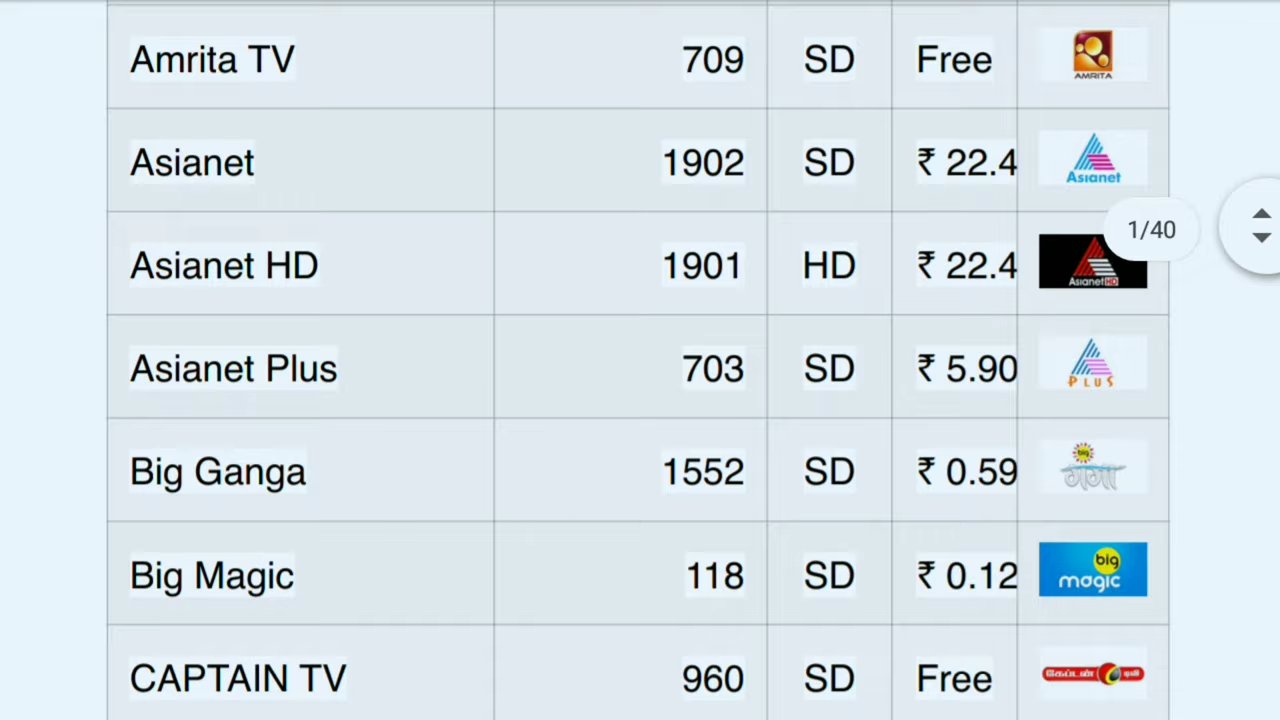 Amrita TV 709 SD Free AMRITA
Asianet 1902 SD ₹ 22.4 Asianet
1/40
Asianet HD 1901 HD ₹ 22.4 Asianet HD
Asianet Plus 703 SD ₹ 5.90 PLUS
Big Ganga 1552 SD ₹ 0.59 big गंगा
Big Magic 118 SD ₹ 0.12 big magic
CAPTAIN TV 960 SD Free கேப்டன் டிவி